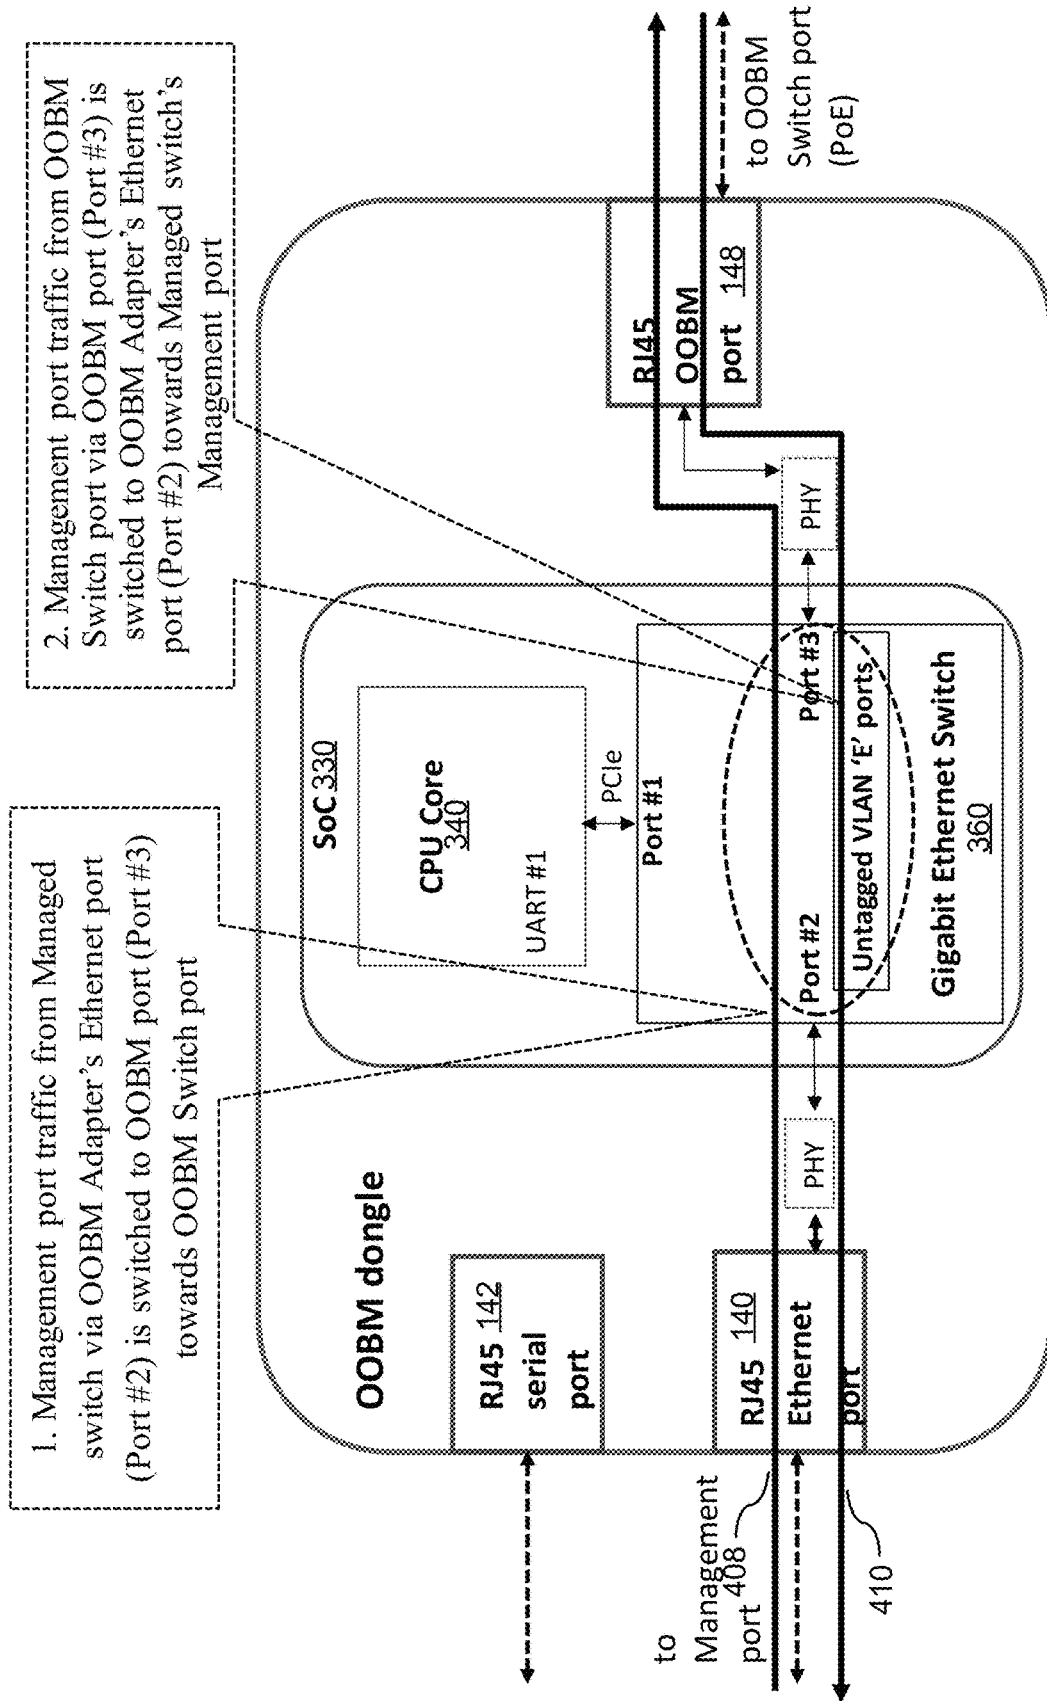 1. Management port traffic from Managed
switch via OOBM Adapter’s Ethernet port
(Port #2) is switched to OOBM port (Port #3)
towards OOBM Switch port
2. Management port traffic from OOBM
Switch port via OOBM port (Port #3) is
switched to OOBM Adapter’s Ethernet
port (Port #2) towards Managed switch’s
Management port
OOBM dongle
SoC 330
CPU Core
340
UART #1
PCIe
Port #1
RJ45 142
serial
port
RJ45 140
Ethernet
port
PHY
Port #2
Port #3
Untagged VLAN ‘E’ ports
Gigabit Ethernet Switch
360
PHY
RJ45
OOBM
port 148
to OOBM
Switch port
(PoE)
to
Management
port
408
410